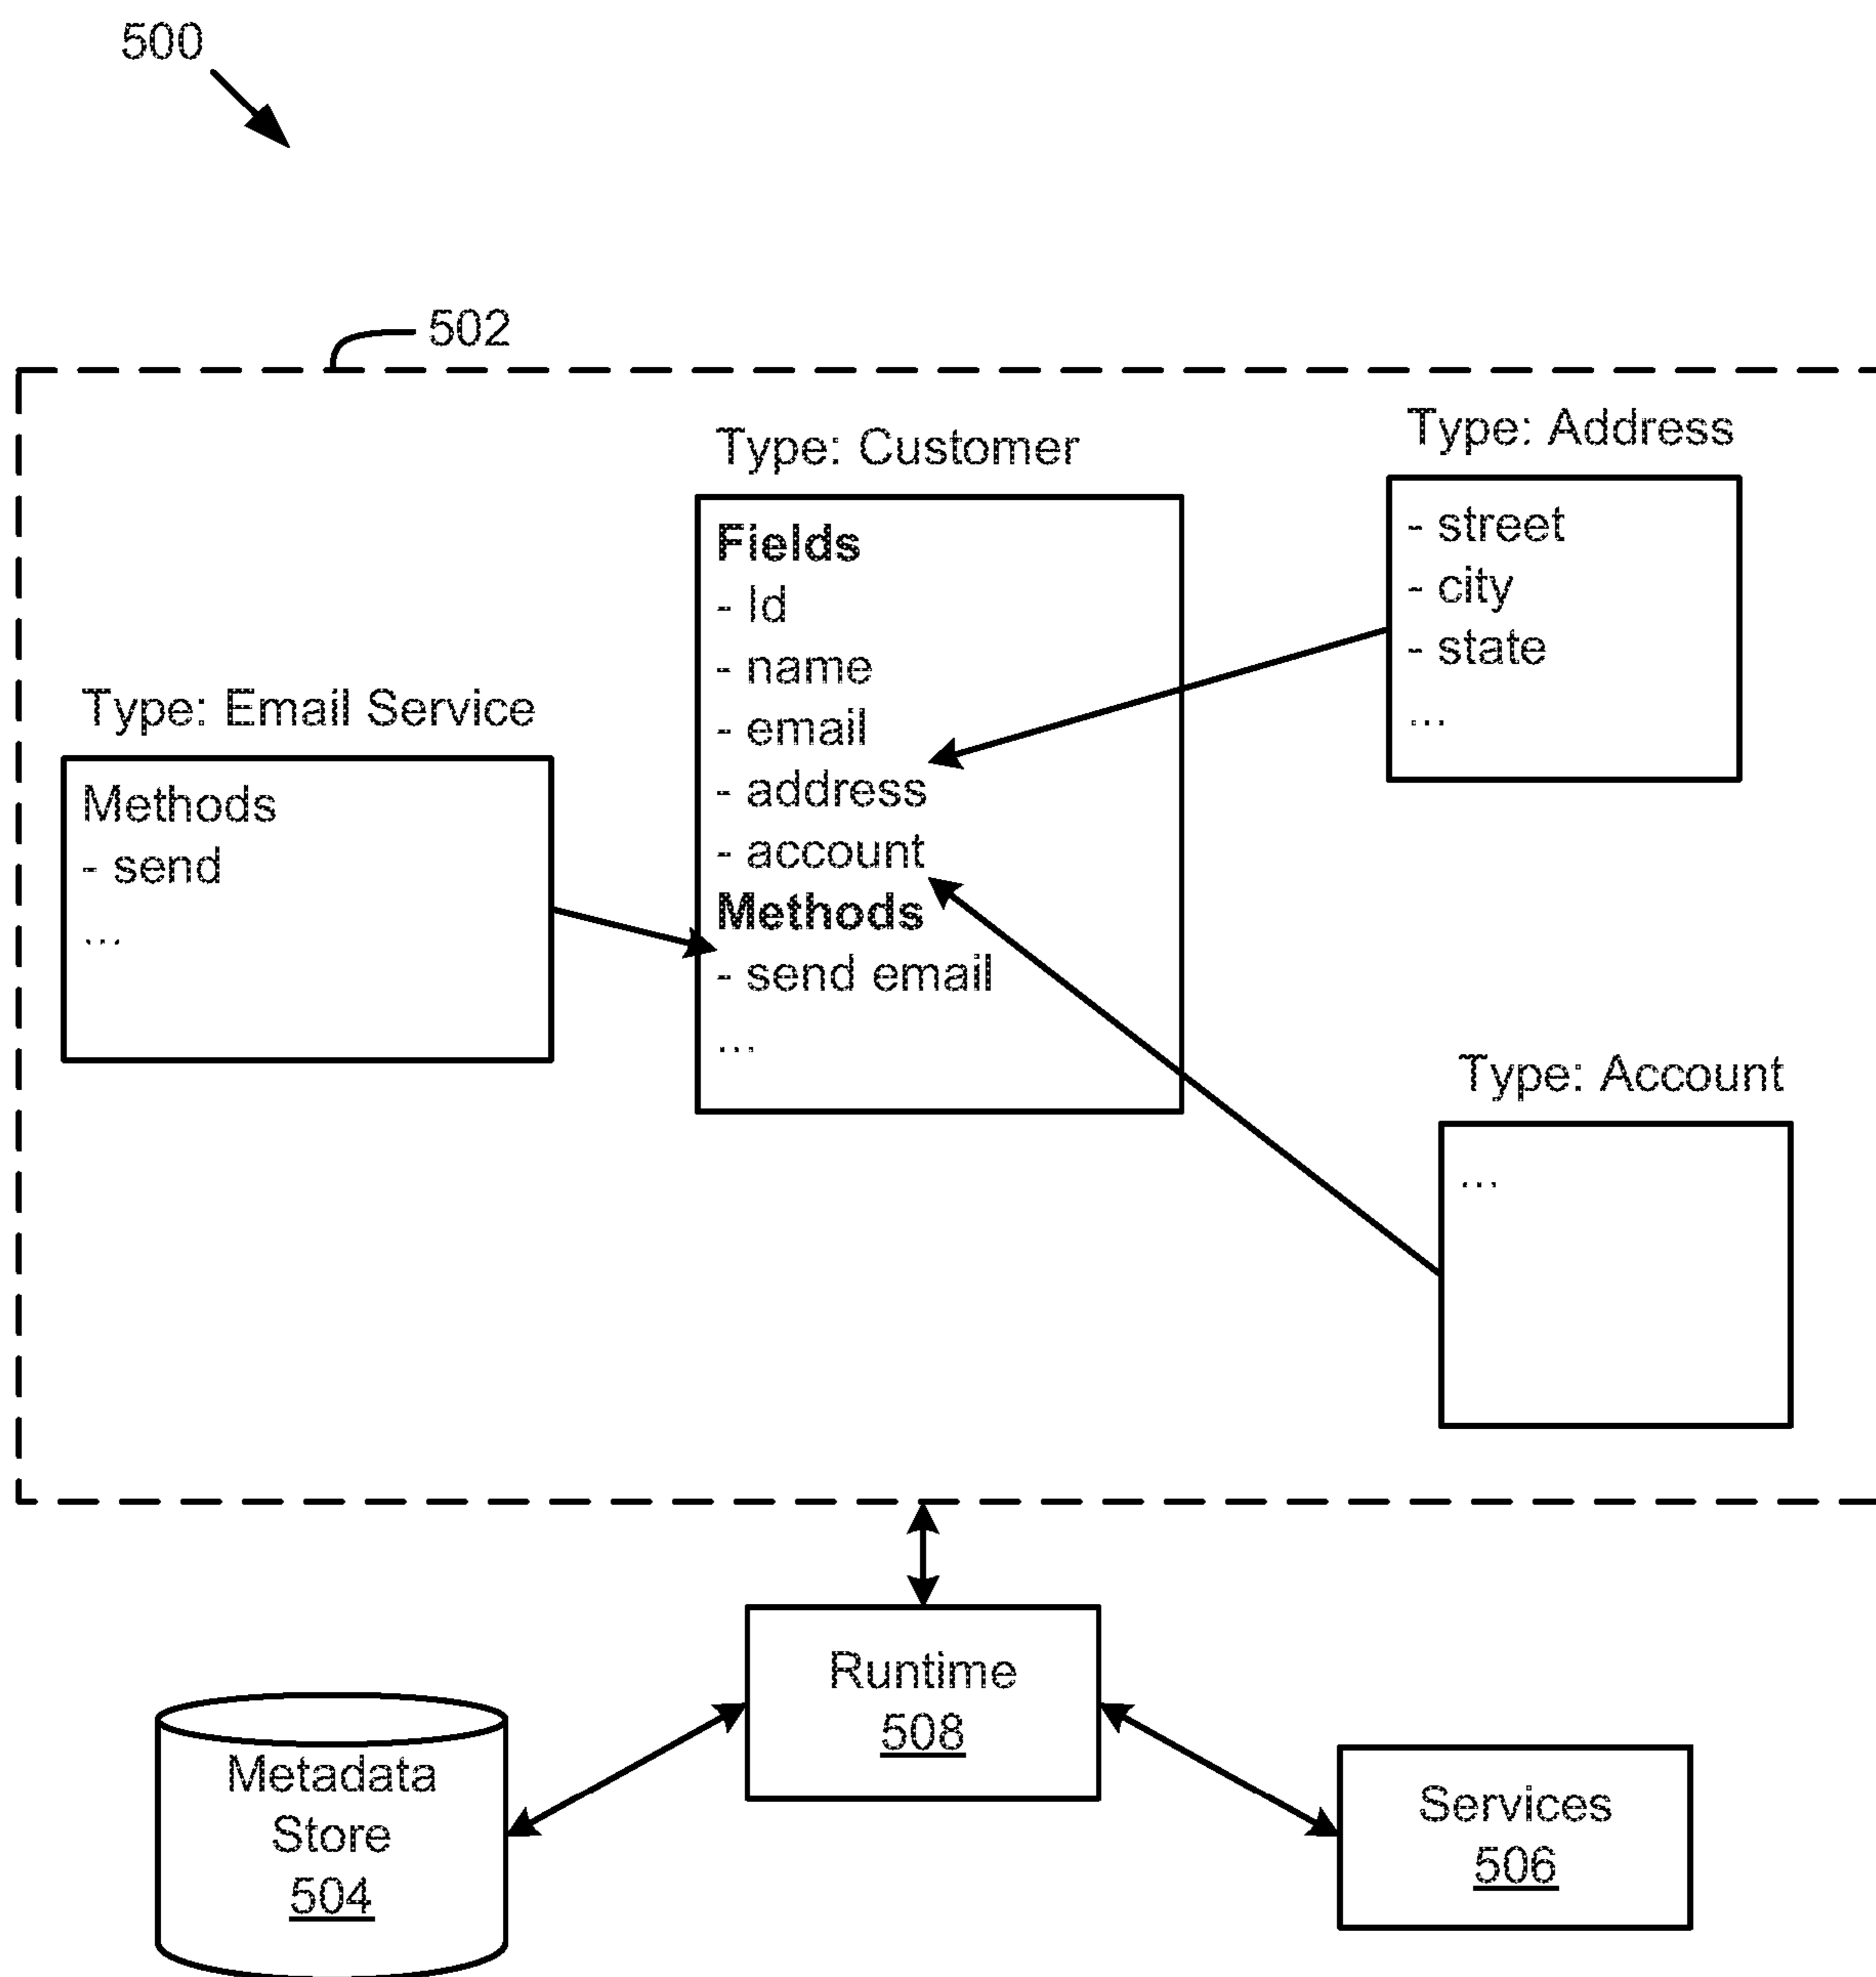 500
502
Type: Customer
Type: Address
Fields
- Id
- name
- email
- address
- account
Methods
- send email
...
- street
- city
- state
...
Type: Email Service
Methods
- send
...
Type: Account
...
Runtime
508
Metadata
Store
504
Services
506